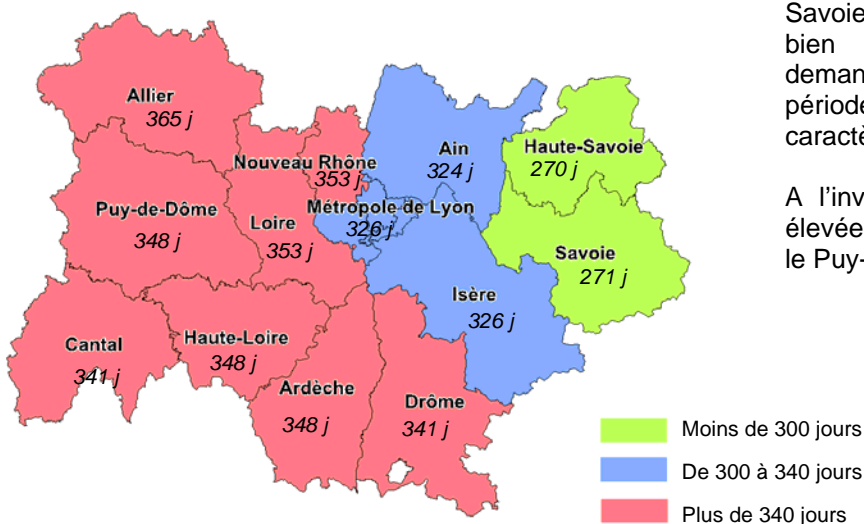 Allier
365 j
Nouveau Rhône
353 j
Ain
324 j
Haute-Savoie
270 j
Puy-de-Dôme
348 j
Loire
353 j
Métropole de Lyon
326 j
Savoie
271 j
Isère
326 j
Cantal
341 j
Haute-Loire
348 j
Ardèche
348 j
Drôme
341 j
Moins de 300 jours
De 300 à 340 jours
Plus de 340 jours
Savoie
bien
deman
période
caractè
A l’inv
élevée
le Puy-